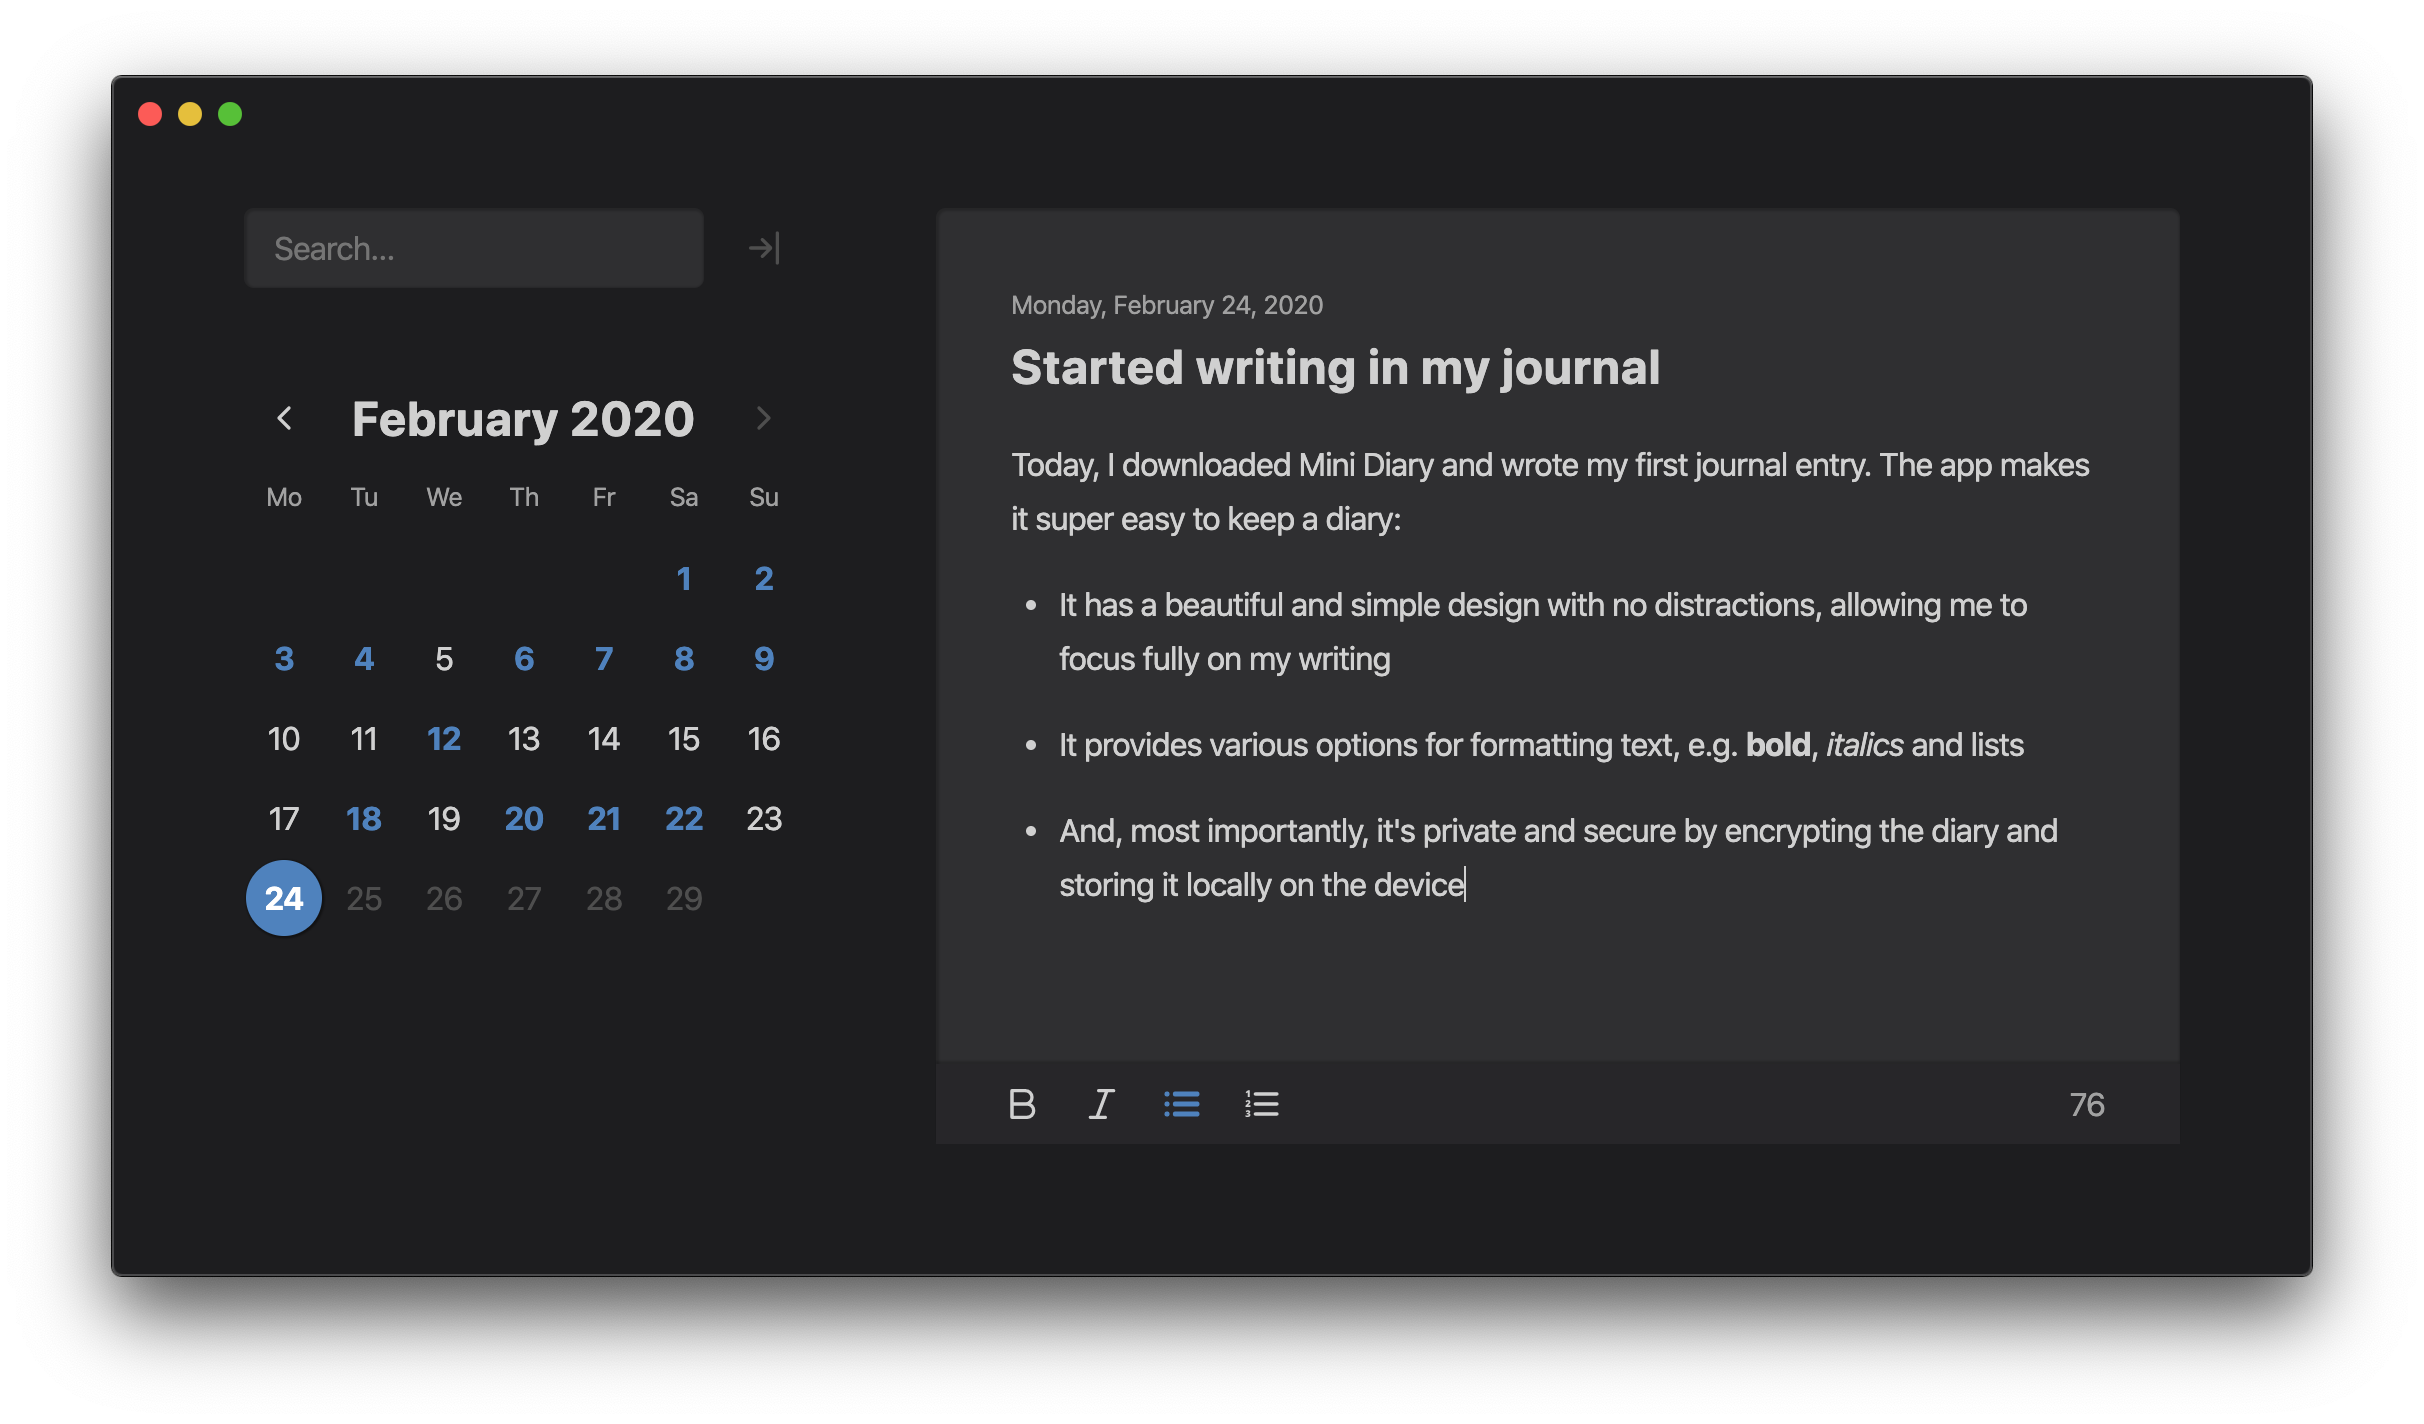 Search...
February 2020
Mo Tu We Th Fr Sa Su
1 2
3 4 5 6 7 8 9
10 11 12 13 14 15 16
17 18 19 20 21 22 23
24 25 26 27 28 29
Monday, February 24, 2020
Started writing in my journal
Today, I downloaded Mini Diary and wrote my first journal entry. The app makes
it super easy to keep a diary:
• It has a beautiful and simple design with no distractions, allowing me to
focus fully on my writing
• It provides various options for formatting text, e.g. bold, italics and lists
• And, most importantly, it's private and secure by encrypting the diary and
storing it locally on the device
B I
76